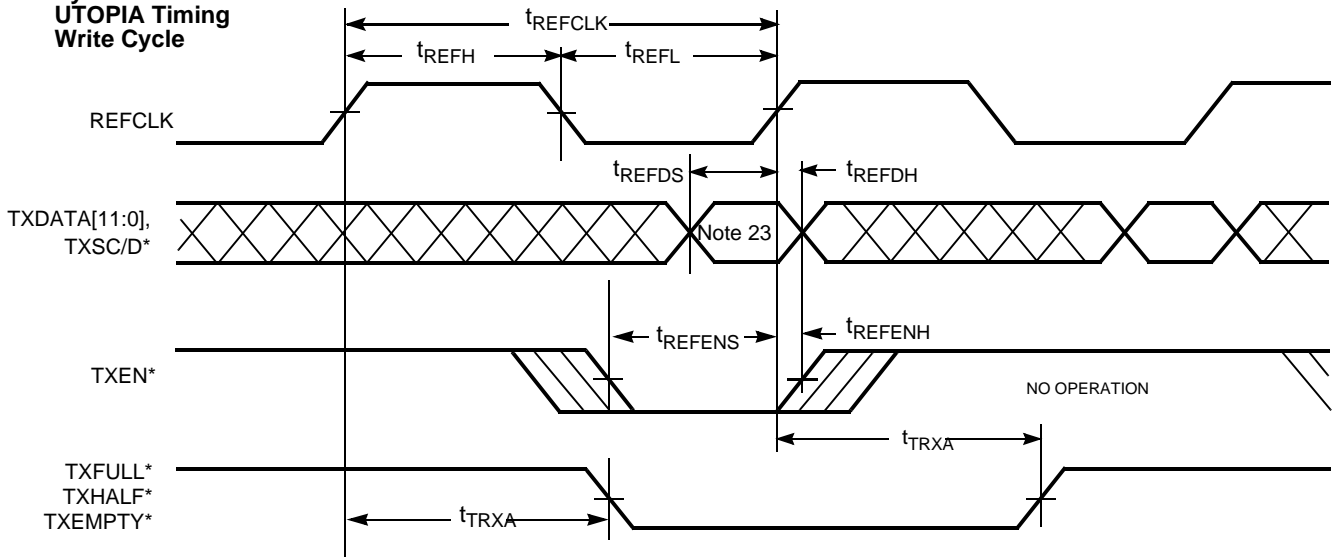 UTOPIA Timing
Write Cycle
tREFCLK
tREFH
tREFL
REFCLK
tREFDS
tREFDH
TXDATA[11:0],
TXSC/D*
Note 23
tREFENS
tREFENH
TXEN*
NO OPERATION
tTRXA
TXFULL*
TXHALF*
TXEMPTY*
tTRXA